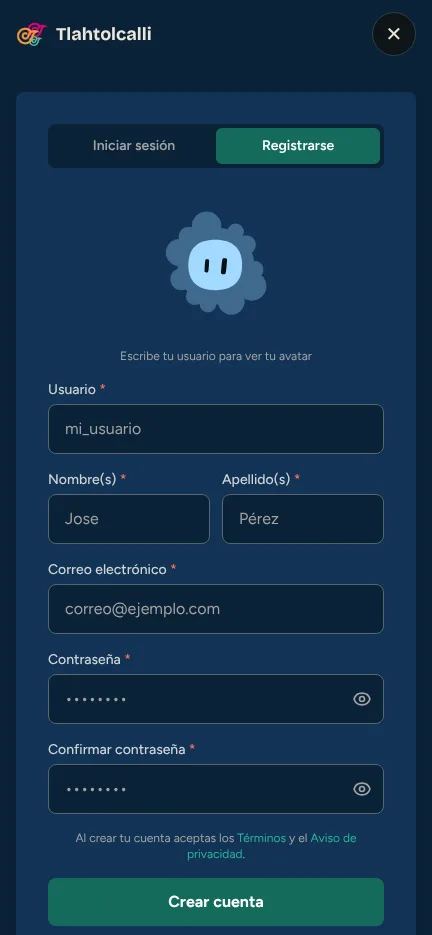 Tlahtolcalli
Iniciar sesión
Registrarse
Escribe tu usuario para ver tu avatar
Usuario *
mi_usuario
Nombre(s) *
Apellido(s) *
Jose
Pérez
Correo electrónico *
correo@ejemplo.com
Contraseña *
••••••••
Confirmar contraseña *
••••••••
Al crear tu cuenta aceptas los Términos y el Aviso de
privacidad.
Crear cuenta